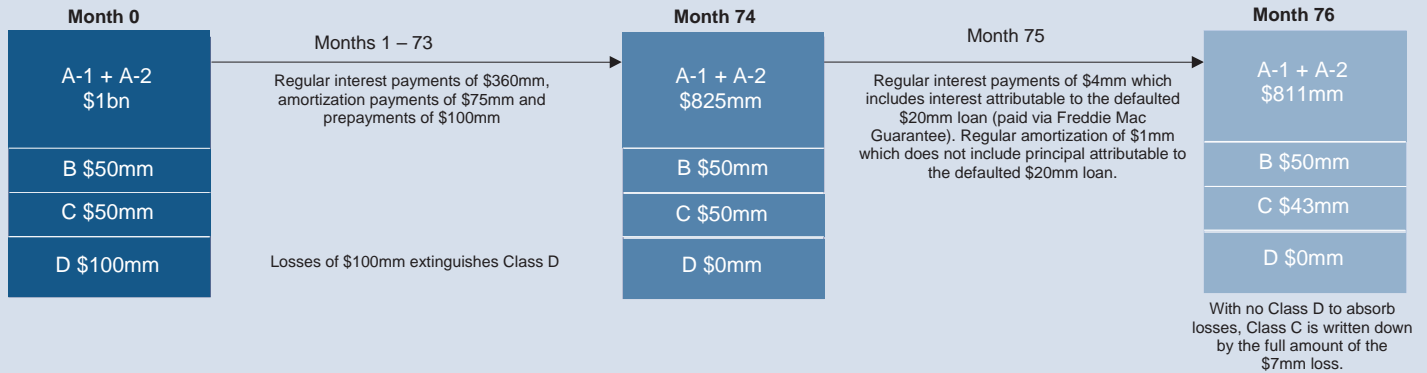 Month 0
A-1 + A-2
$1bn
B $50mm
C $50mm
D $100mm
Months 1 – 73
Regular interest payments of $360mm,
amortization payments of $75mm and
prepayments of $100mm
Losses of $100mm extinguishes Class D
Month 74
A-1 + A-2
$825mm
B $50mm
C $50mm
D $0mm
Month 75
Regular interest payments of $4mm which
includes interest attributable to the defaulted
$20mm loan (paid via Freddie Mac
Guarantee). Regular amortization of $1mm
which does not include principal attributable to
the defaulted $20mm loan.
Month 76
A-1 + A-2
$811mm
B $50mm
C $43mm
D $0mm
With no Class D to absorb
losses, Class C is written down
by the full amount of the
$7mm loss.